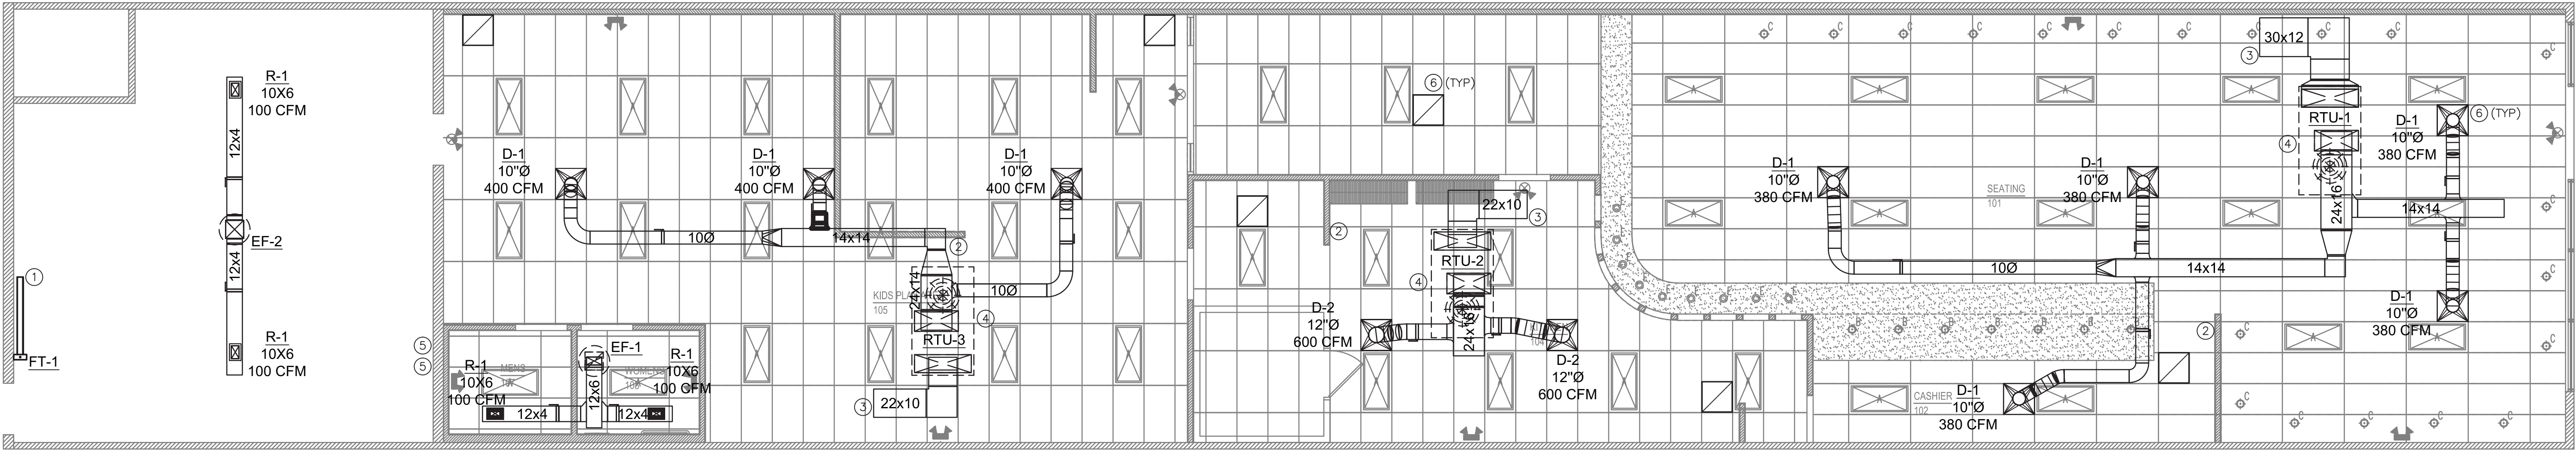 R-1
10X6
100 CFM
12x4
EF-2
12x4
1
FT-1
R-1
10X6
100 CFM
5
5
R-1
10X6
100 CFM
MENS
EF-1
R-1
10X6
100 CFM
WOMENS
12x4
12x6
12x4
D-1
10"Ø
400 CFM
D-1
10"Ø
400 CFM
D-1
10"Ø
400 CFM
10Ø
14x14
2
24x14
10Ø
KIDS PLAY
105
4
RTU-3
3
22x10
6 (TYP)
2
22x10
3
RTU-2
4
24x16
D-2
12"Ø
600 CFM
104
D-2
12"Ø
600 CFM
30x12
3
RTU-1
4
D-1
10"Ø
380 CFM
6 (TYP)
D-1
10"Ø
380 CFM
D-1
10"Ø
380 CFM
SEATING
101
24x16
14x14
10Ø
14x14
D-1
10"Ø
380 CFM
2
CASHIER
102
D-1
10"Ø
380 CFM
A
A
A
A
A
A
C
C
C
C
C
C
C
C
C
C
B
B
B
B
B
B
B
E
E
E
E
E
E
E
E